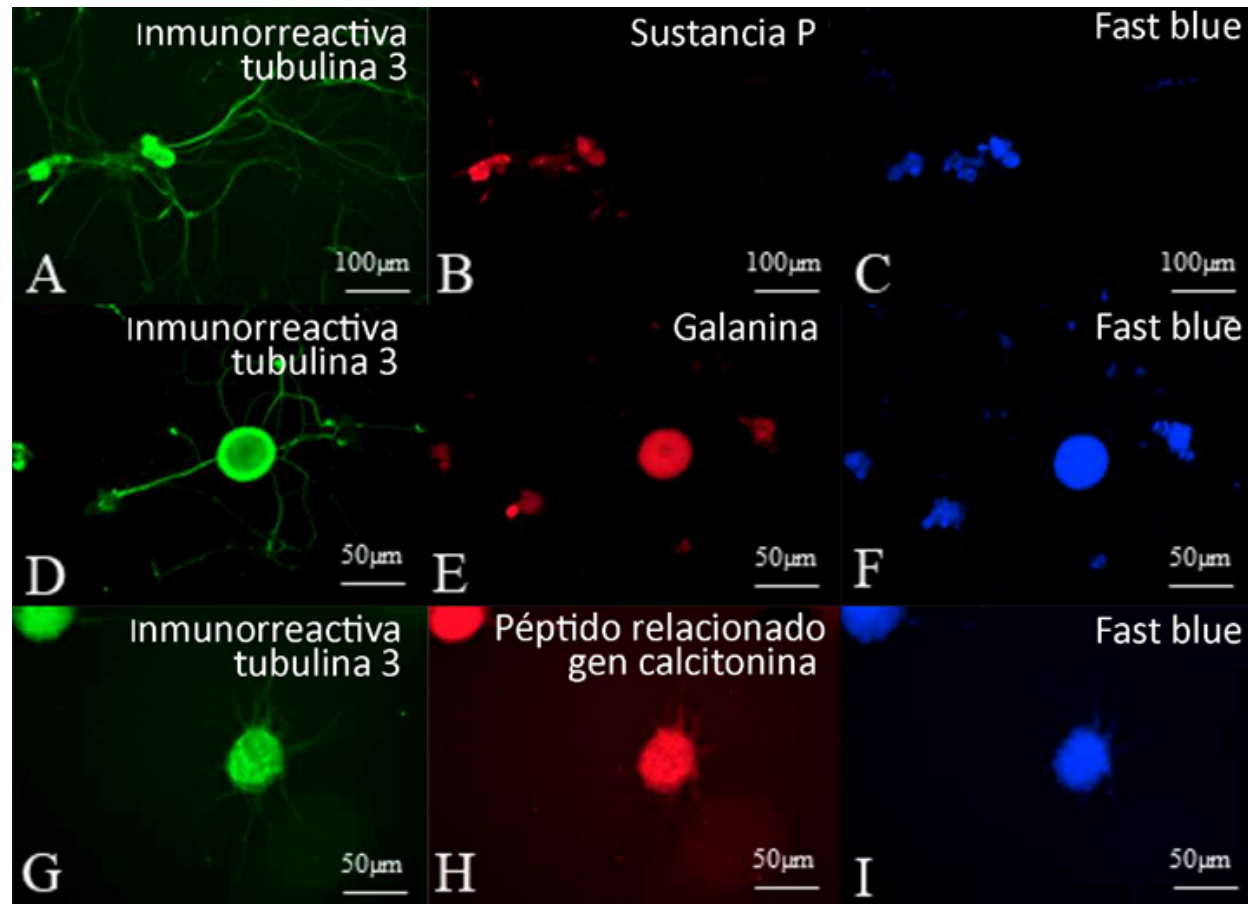 Inmunorreactiva
tubulina 3
A
100µm
Sustancia P
B
100µm
Fast blue
C
100µm
Inmunorreactiva
tubulina 3
D
50µm
Galanina
E
50µm
Fast blue
F
50µm
Inmunorreactiva
tubulina 3
G
50µm
Péptido relacionado
gen calcitonina
H
50µm
Fast blue
I
50µm